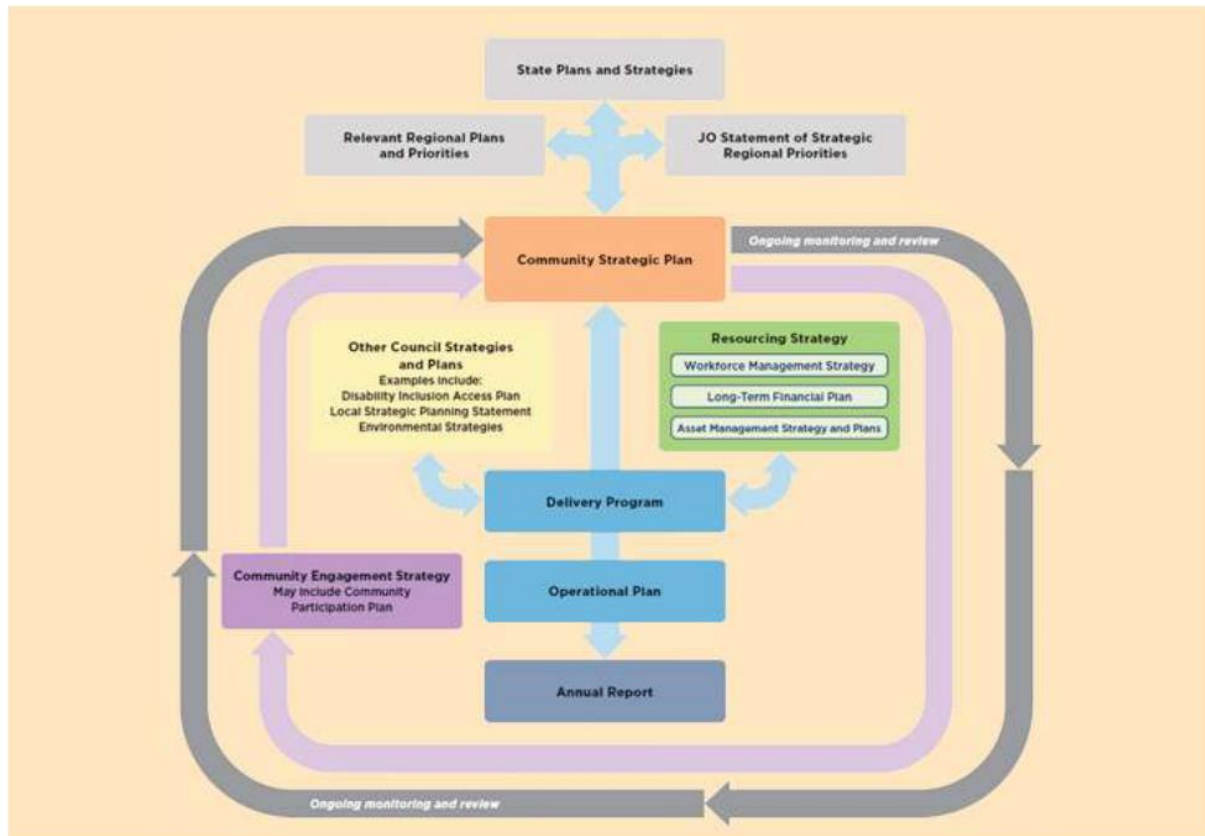 State Plans and Strategies
Relevant Regional Plans
and Priorities
JO Statement of Strategic
Regional Priorities
Community Strategic Plan
Ongoing monitoring and review
Other Council Strategies
and Plans
Examples Include:
Disability Inclusion Access Plan
Local Strategic Planning Statement
Environmental Strategies
Resourcing Strategy
Workforce Management Strategy
Long-Term Financial Plan
Asset Management Strategy and Plans
Delivery Program
Community Engagement Strategy
May Include Community
Participation Plan
Operational Plan
Annual Report
Ongoing monitoring and review